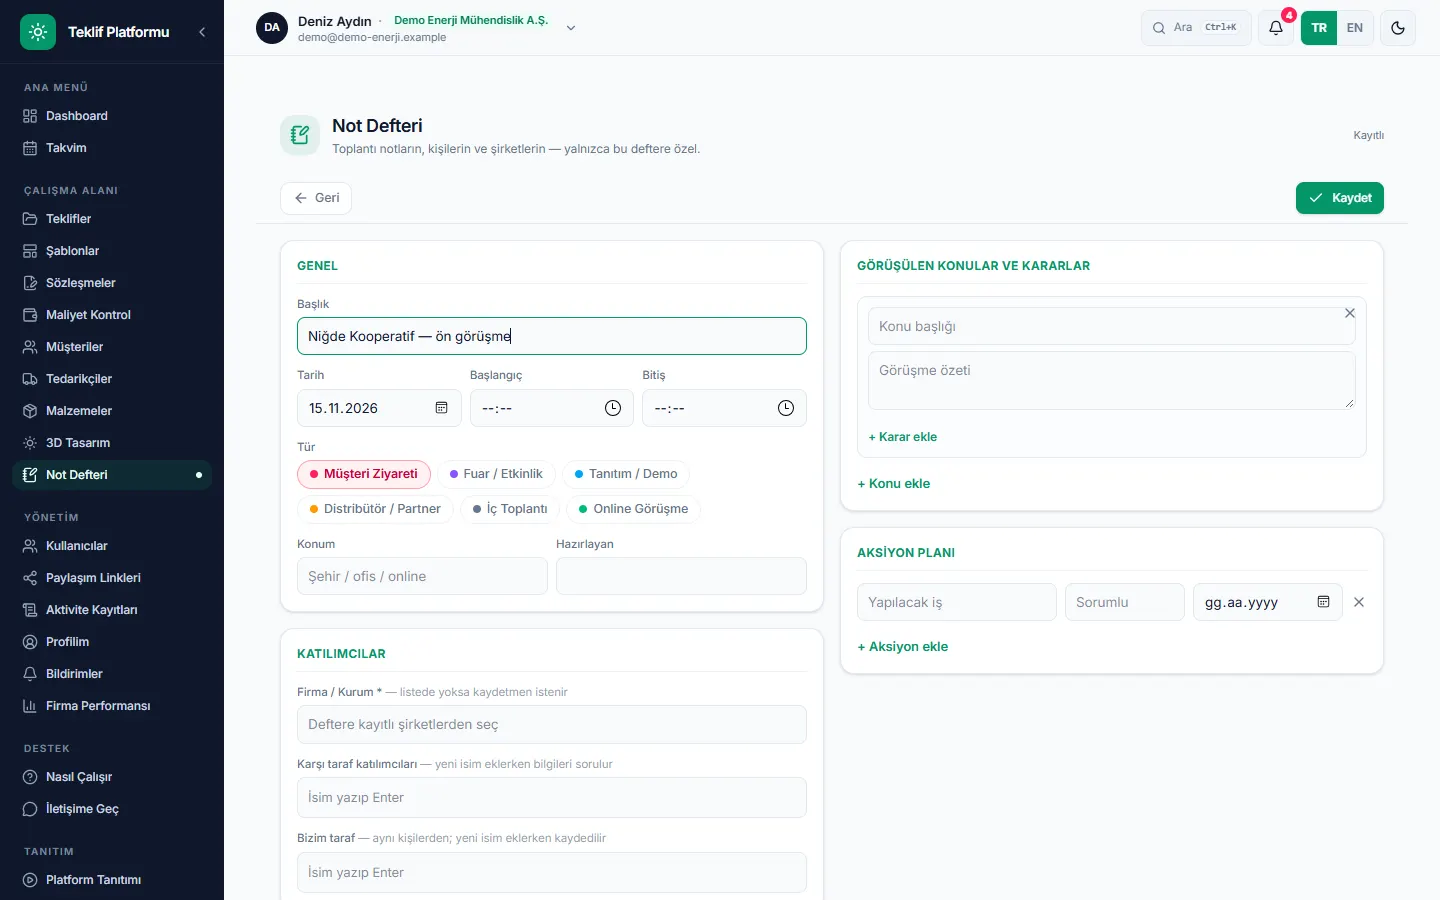 Teklif Platformu
ANA MENÜ
Dashboard
Takvim
ÇALIŞMA ALANI
Teklifler
Şablonlar
Sözleşmeler
Maliyet Kontrol
Müşteriler
Tedarikçiler
Malzemeler
3D Tasarım
Not Defteri
YÖNETİM
Kullanıcılar
Paylaşım Linkleri
Aktivite Kayıtları
Profilim
Bildirimler
Firma Performansı
DESTEK
Nasıl Çalışır
İletişime Geç
TANITIM
Platform Tanıtımı
DA
Deniz Aydın · Demo Enerji Mühendislik A.Ş.
demo@demo-enerji.example
Ara Ctrl+K
4
TR EN
Not Defteri
Toplantı notların, kişilerin ve şirketlerin — yalnızca bu deftere özel.
Kayıtlı
Geri
Kaydet
GENEL
Başlık
Niğde Kooperatif — ön görüşme
Tarih Başlangıç Bitiş
15.11.2026 --:-- --:--
Tür
Müşteri Ziyareti Fuar / Etkinlik Tanıtım / Demo
Distribütör / Partner İç Toplantı Online Görüşme
Konum Hazırlayan
Şehir / ofis / online
KATILIMCILAR
Firma / Kurum * — listede yoksa kaydetmen istenir
Deftere kayıtlı şirketlerden seç
Karşı taraf katılımcıları — yeni isim eklerken bilgileri sorulur
İsim yazıp Enter
Bizim taraf — aynı kişilerden; yeni isim eklerken kaydedilir
İsim yazıp Enter
GÖRÜŞÜLEN KONULAR VE KARARLAR
Konu başlığı
Görüşme özeti
+ Karar ekle
+ Konu ekle
AKSİYON PLANI
Yapılacak iş Sorumlu gg.aa.yyyy
+ Aksiyon ekle